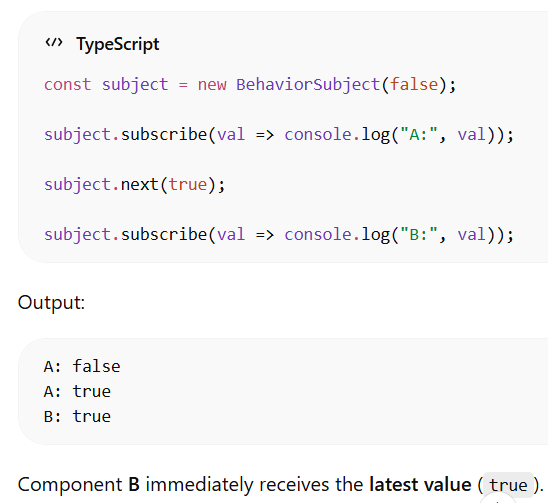 </> TypeScript
const subject = new BehaviorSubject(false);
subject.subscribe(val => console.log("A:", val));
subject.next(true);
subject.subscribe(val => console.log("B:", val));
Output:
A: false
A: true
B: true
Component B immediately receives the latest value ( true ).